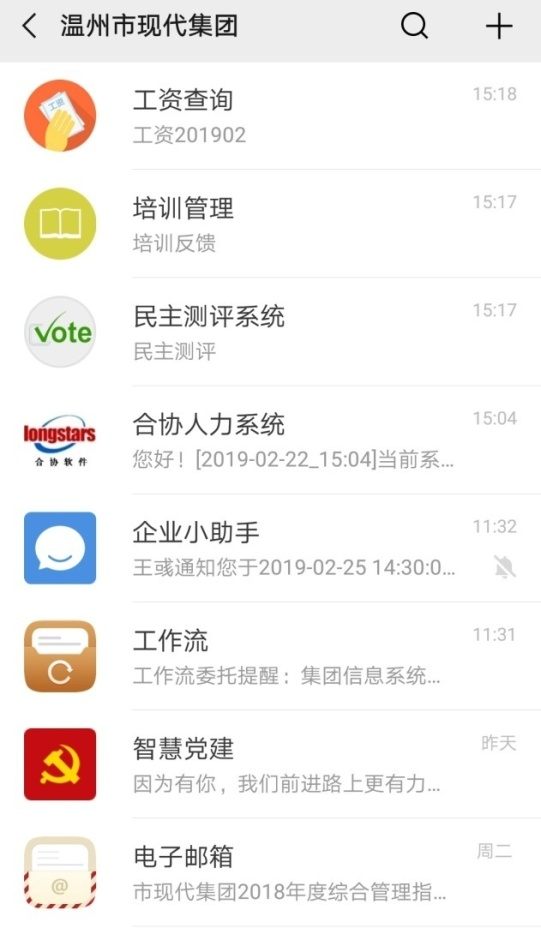 温州市现代集团
工资查询
15:18
工资201902
培训管理
15:17
培训反馈
vote
民主测评系统
15:17
民主测评
longstars
合协软件
合协人力系统
15:04
您好！[2019-02-22_15:04]当前系...
企业小助手
11:32
王彧通知您于2019-02-25 14:30:0...
工作流
11:31
工作流委托提醒：集团信息系统...
智慧党建
昨天
因为有你，我们前进路上更有力...
电子邮箱
周二
@
市现代集团2018年度综合管理指...